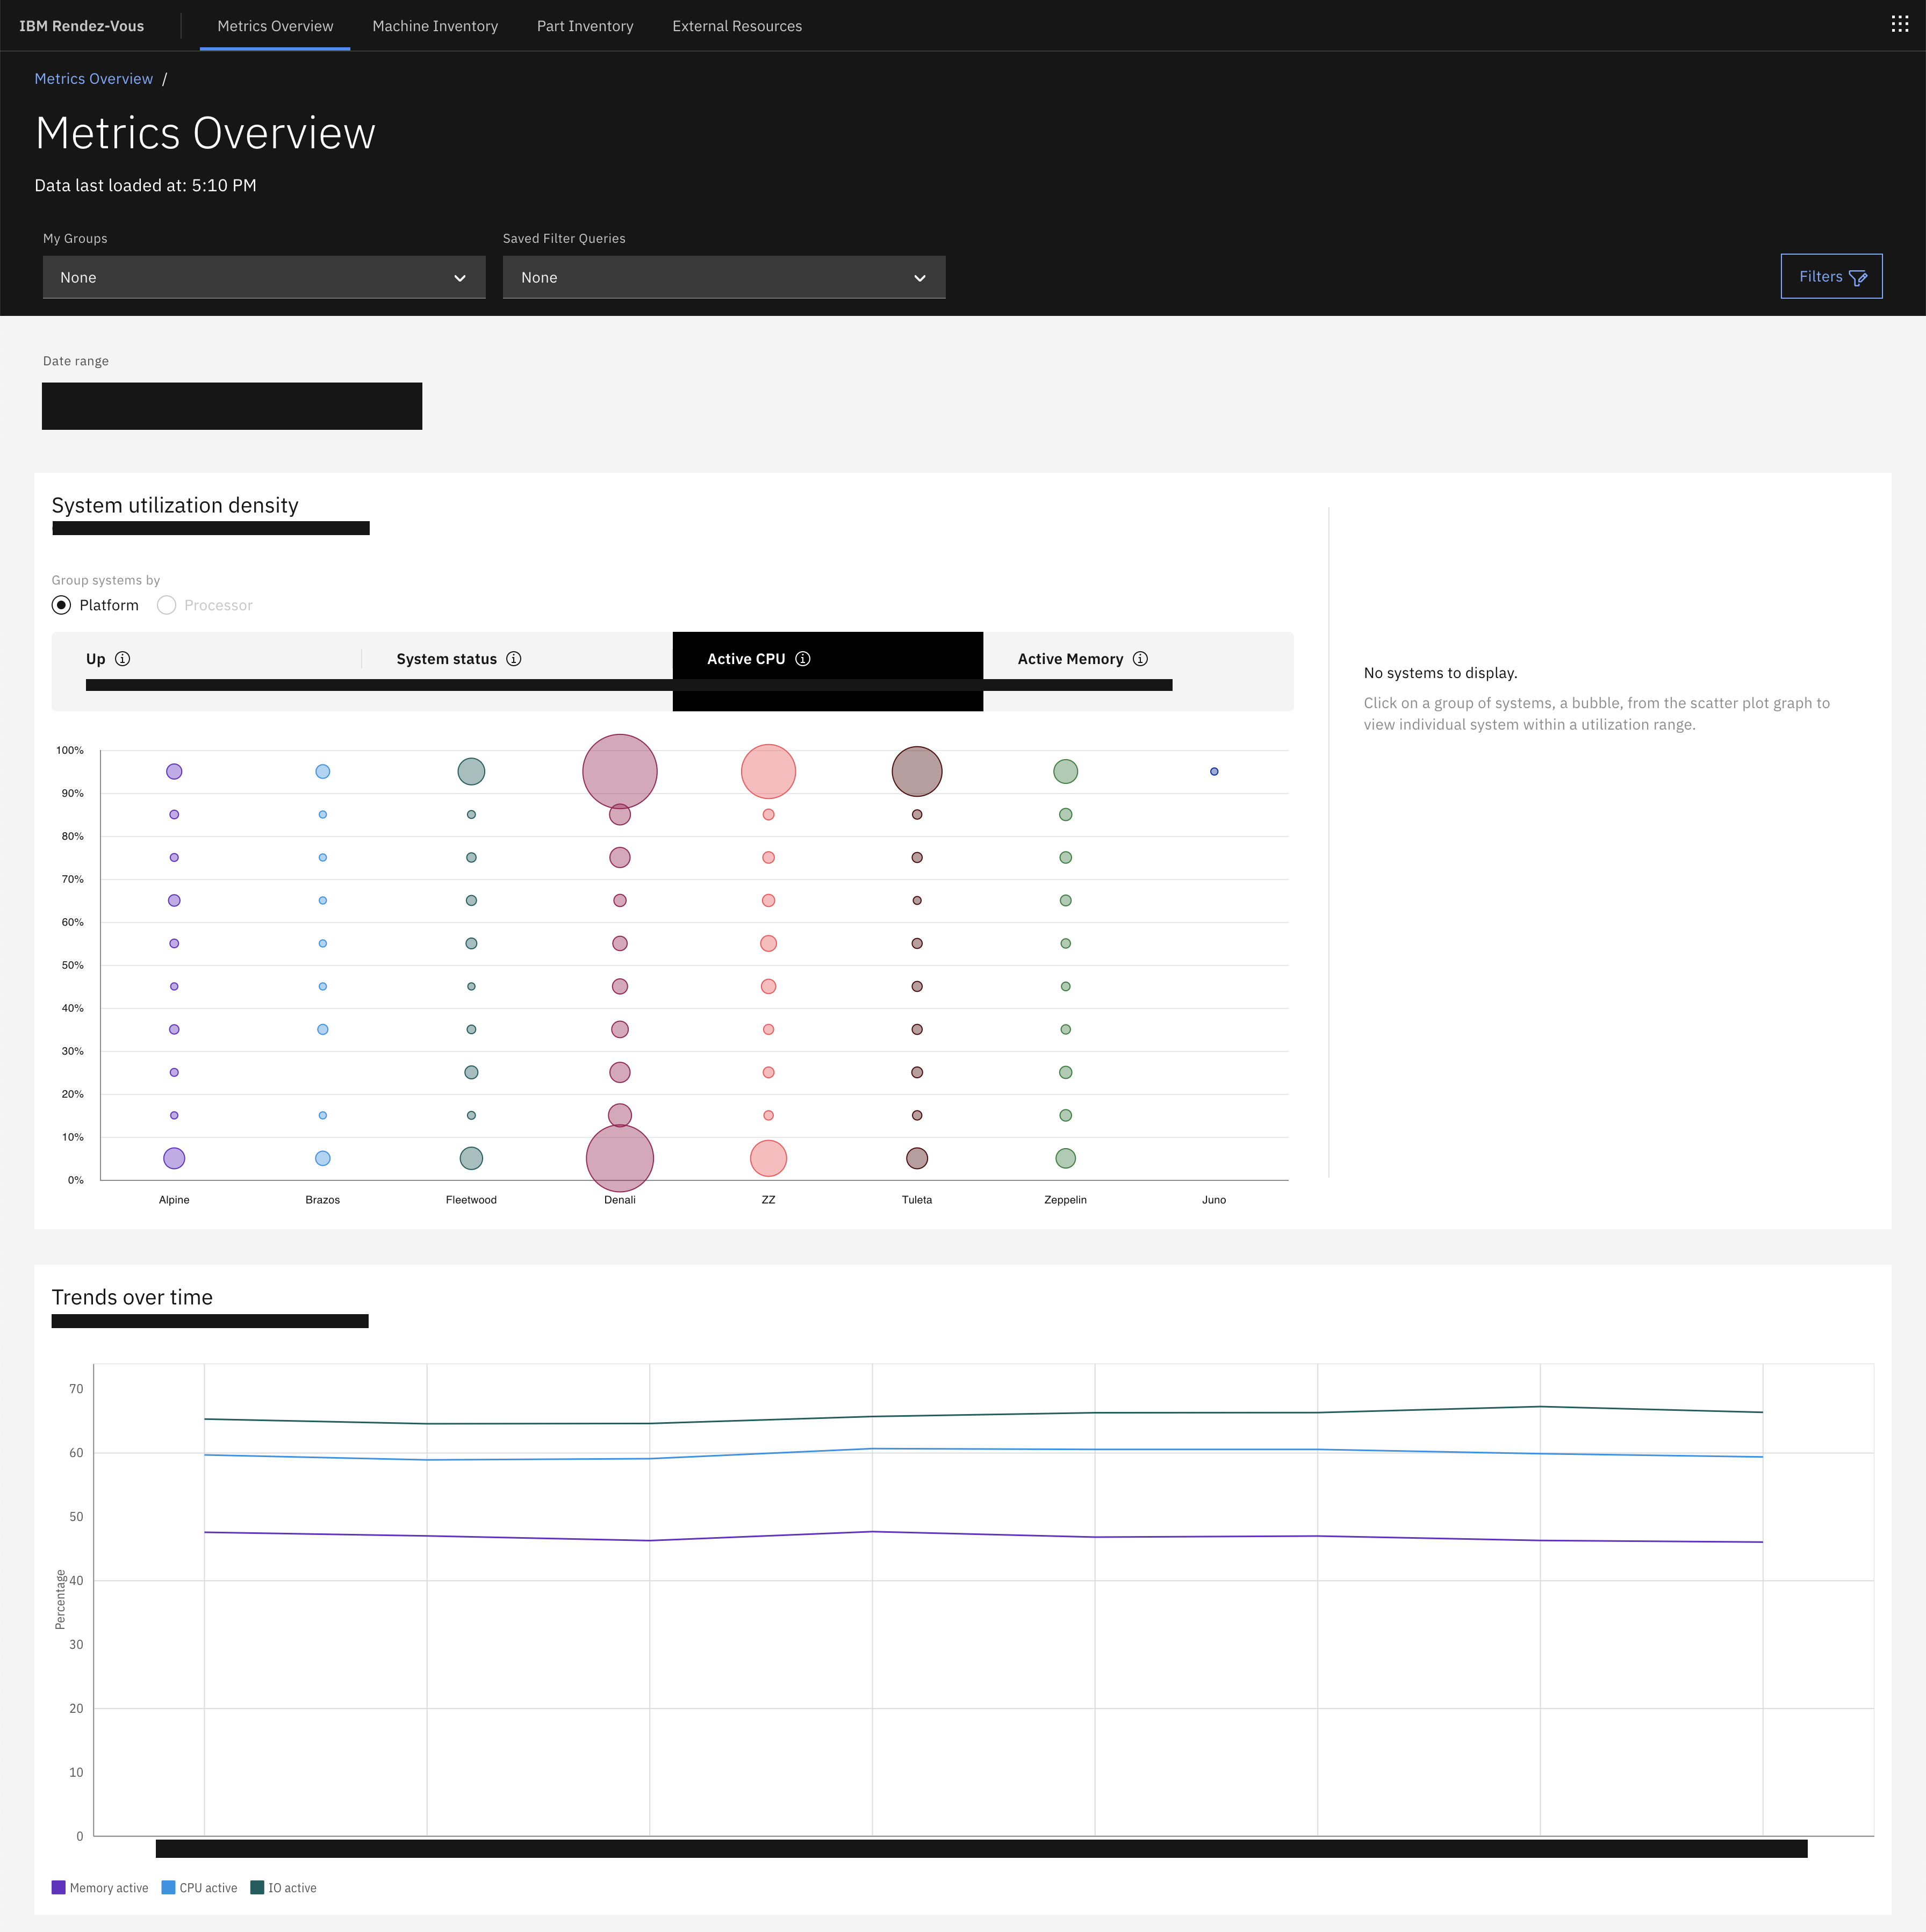 IBM Rendez-Vous Metrics Overview Machine Inventory Part Inventory External Resources
Metrics Overview /
Metrics Overview
Data last loaded at: 5:10 PM
My Groups Saved Filter Queries
None None Filters
Date range
System utilization density
Group systems by
Platform Processor
Up System status Active CPU Active Memory
No systems to display.
Click on a group of systems, a bubble, from the scatter plot graph to
view individual system within a utilization range.
100%
90%
80%
70%
60%
50%
40%
30%
20%
10%
0%
Alpine Brazos Fleetwood Denali ZZ Tuleta Zeppelin Juno
Trends over time
Percentage
70
60
50
40
30
20
10
0
Memory active CPU active IO active